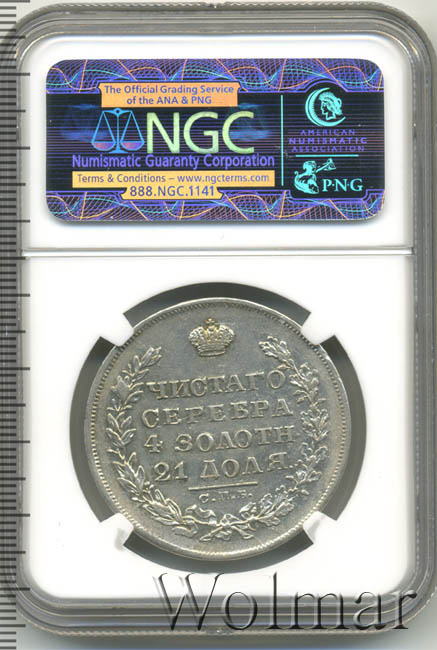 The Official Grading Service
of the ANA & PNG
NGC
Numismatic Guaranty Corporation
Terms & Conditions – www.ngcterms.com
888.NGC.1141
AMERICAN
NUMISMATIC
ASSOCIATION
P·N·G
ЧИСТАГО
СЕРЕБРА
4 ЗОЛОТН.
21 ДОЛЯ.
С.П.Б.
Wolmar